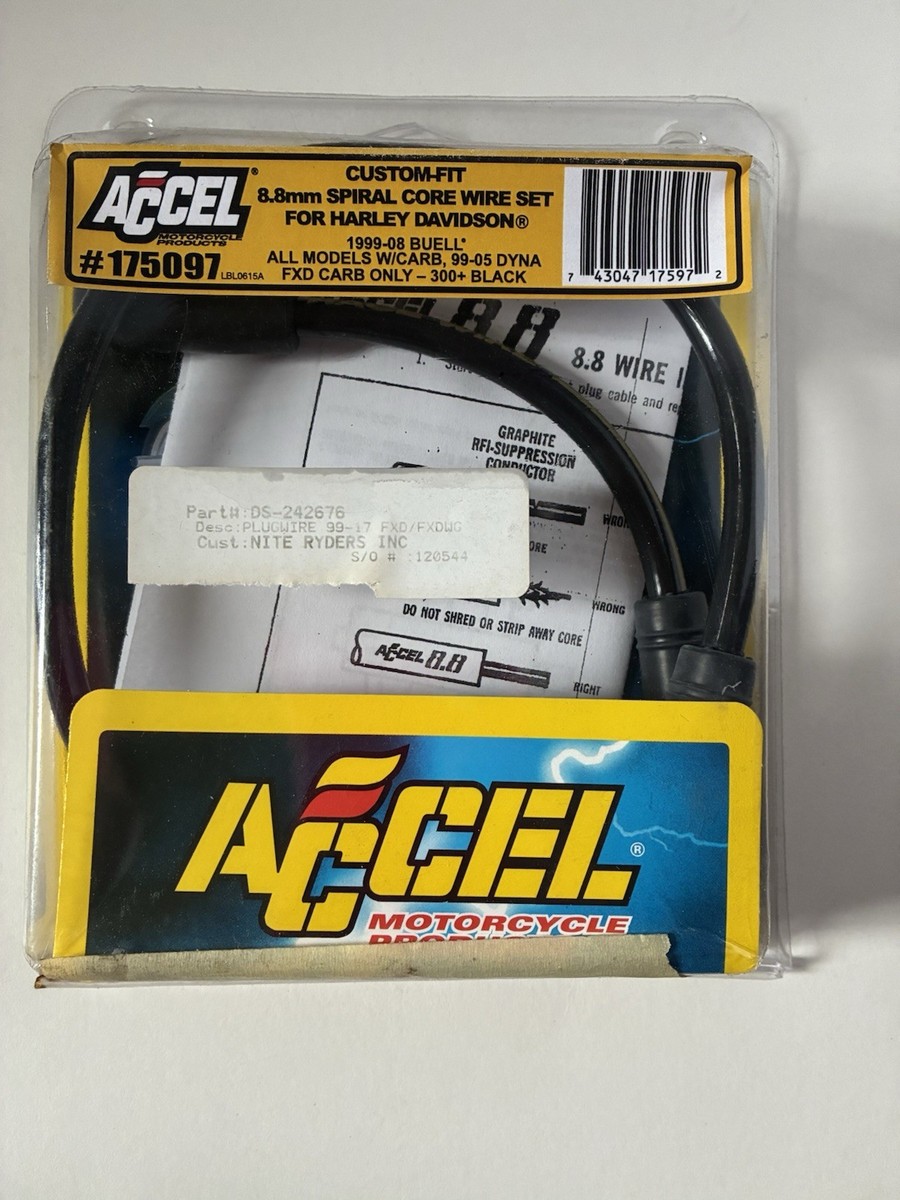 ACCEL®
MOTORCYCLE
PRODUCTS
#175097 LBL0615A
CUSTOM-FIT
8.8mm SPIRAL CORE WIRE SET
FOR HARLEY DAVIDSON®
1999-08 BUELL®
ALL MODELS W/CARB, 99-05 DYNA
FXD CARB ONLY – 300+ BLACK
7 43047 17597 2
8.8
8.8 WIRE
1.
plug cable and
GRAPHITE
RFI-SUPPRESSION
CONDUCTOR
Part#:DS-242676
Desc:PLUGWIRE 99-17 FXD/FXDWG
Cust:NITE RYDERS INC
S/O # :120544
WRONG
DO NOT SHRED OR STRIP AWAY CORE
ACCEL 8.8
RIGHT
ACCEL®
MOTORCYCLE